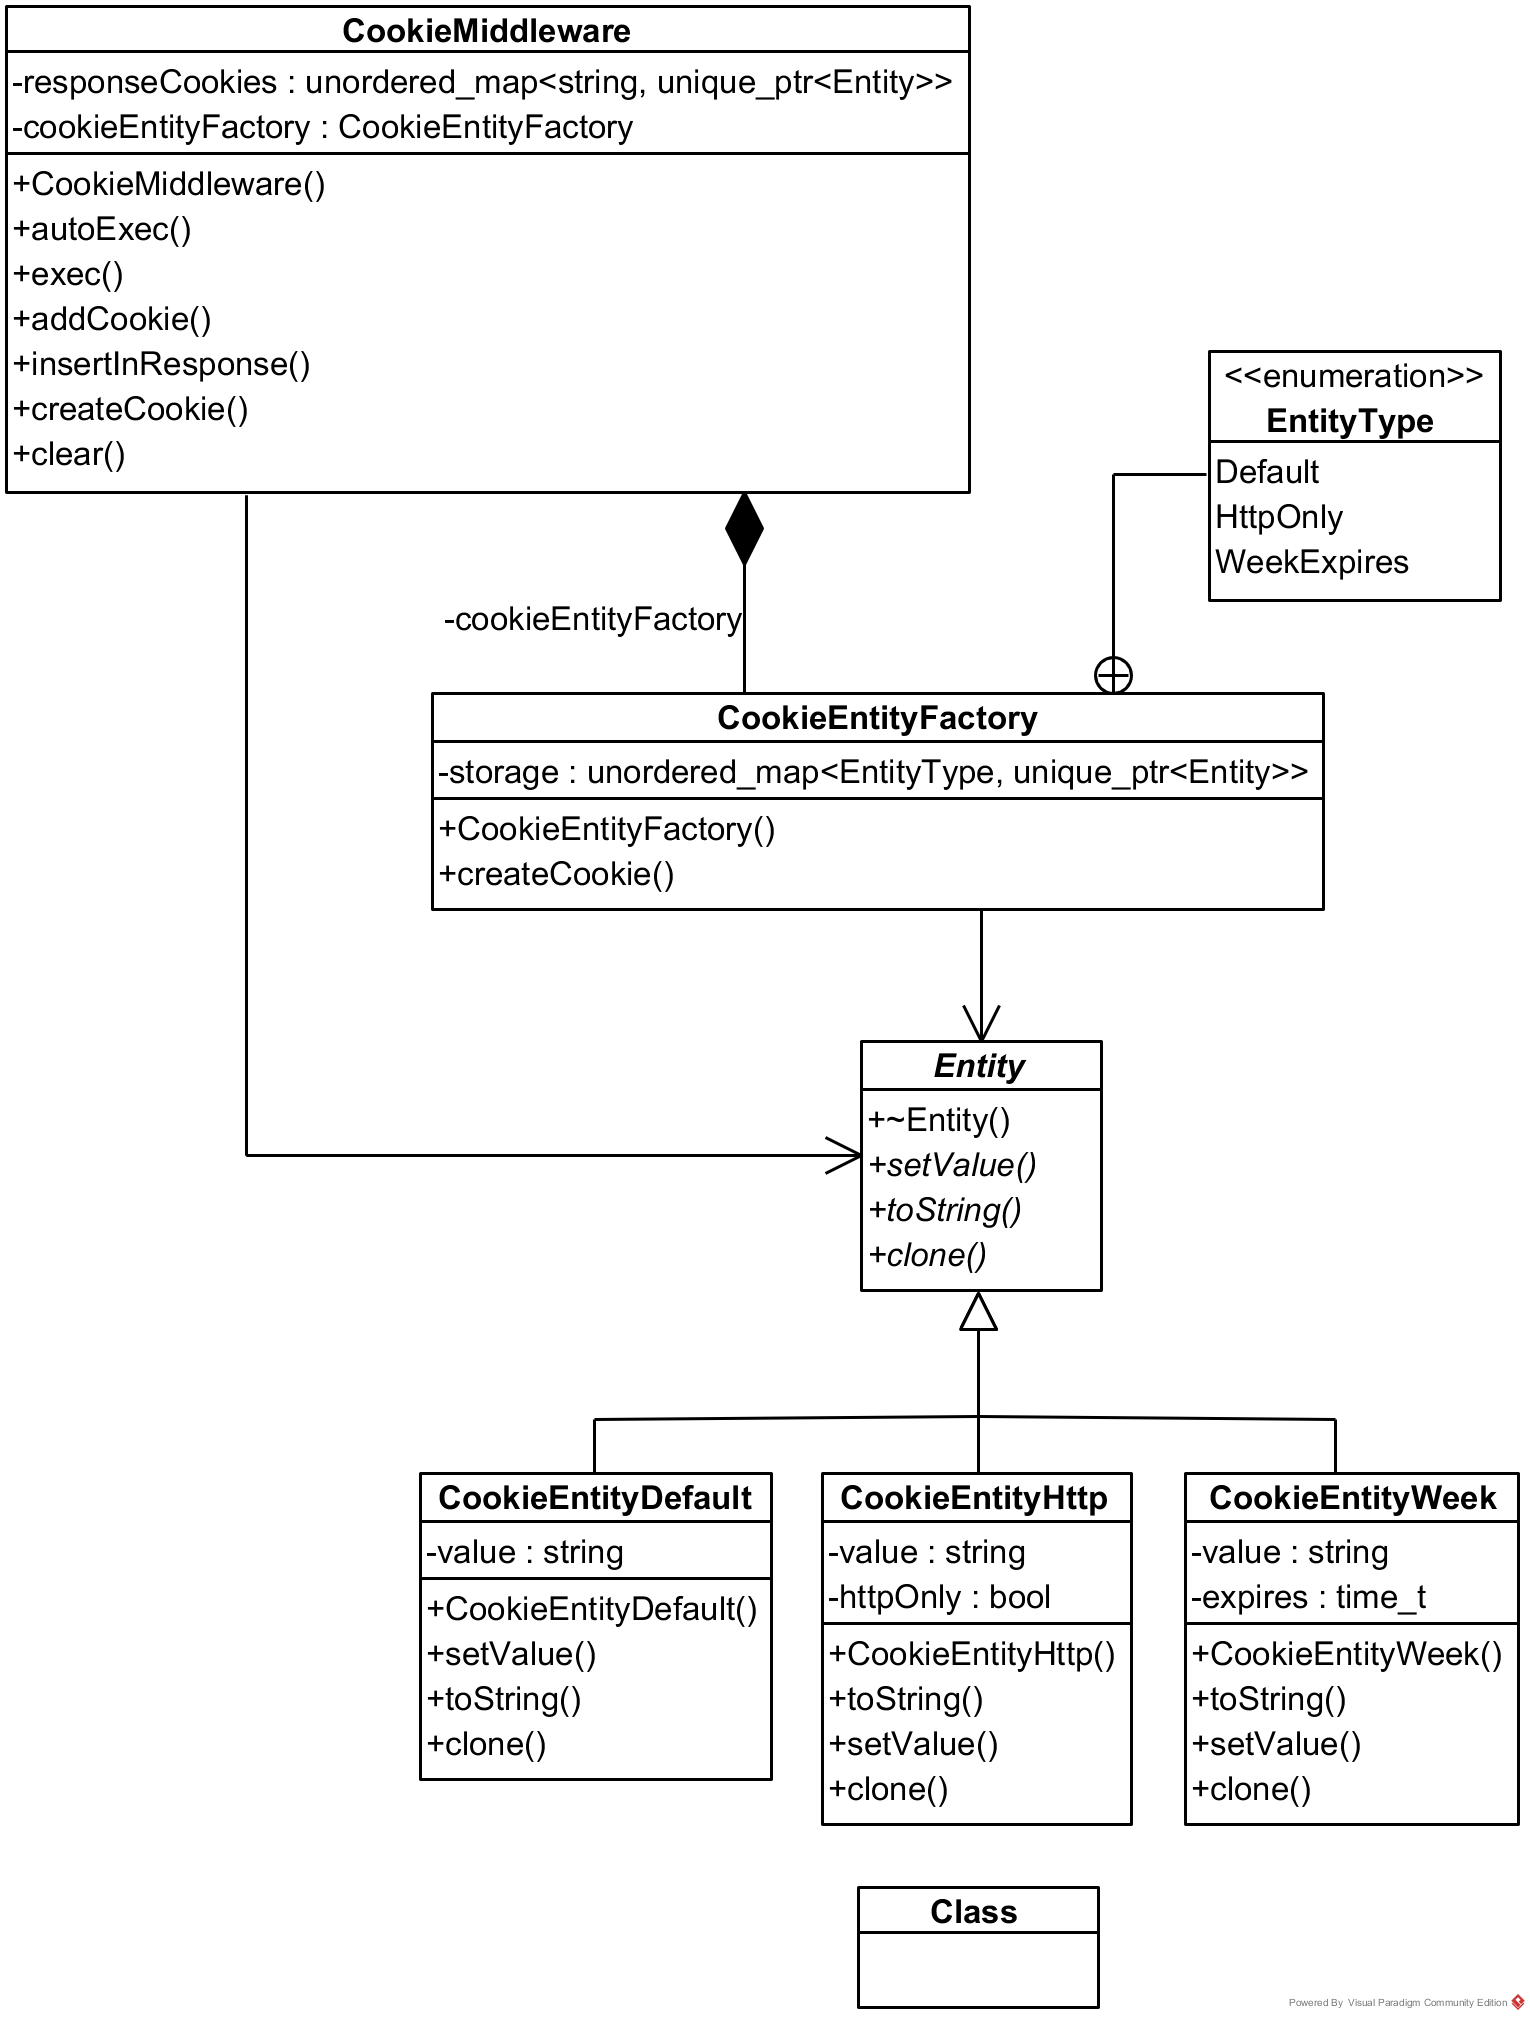 CookieMiddleware
-responseCookies : unordered_map<string, unique_ptr<Entity>>
-cookieEntityFactory : CookieEntityFactory
+CookieMiddleware()
+autoExec()
+exec()
+addCookie()
+insertInResponse()
+createCookie()
+clear()
<<enumeration>>
EntityType
Default
HttpOnly
WeekExpires
-cookieEntityFactory
CookieEntityFactory
-storage : unordered_map<EntityType, unique_ptr<Entity>>
+CookieEntityFactory()
+createCookie()
Entity
+~Entity()
+setValue()
+toString()
+clone()
CookieEntityDefault
-value : string
+CookieEntityDefault()
+setValue()
+toString()
+clone()
CookieEntityHttp
-value : string
-httpOnly : bool
+CookieEntityHttp()
+toString()
+setValue()
+clone()
CookieEntityWeek
-value : string
-expires : time_t
+CookieEntityWeek()
+toString()
+setValue()
+clone()
Class
Powered By Visual Paradigm Community Edition